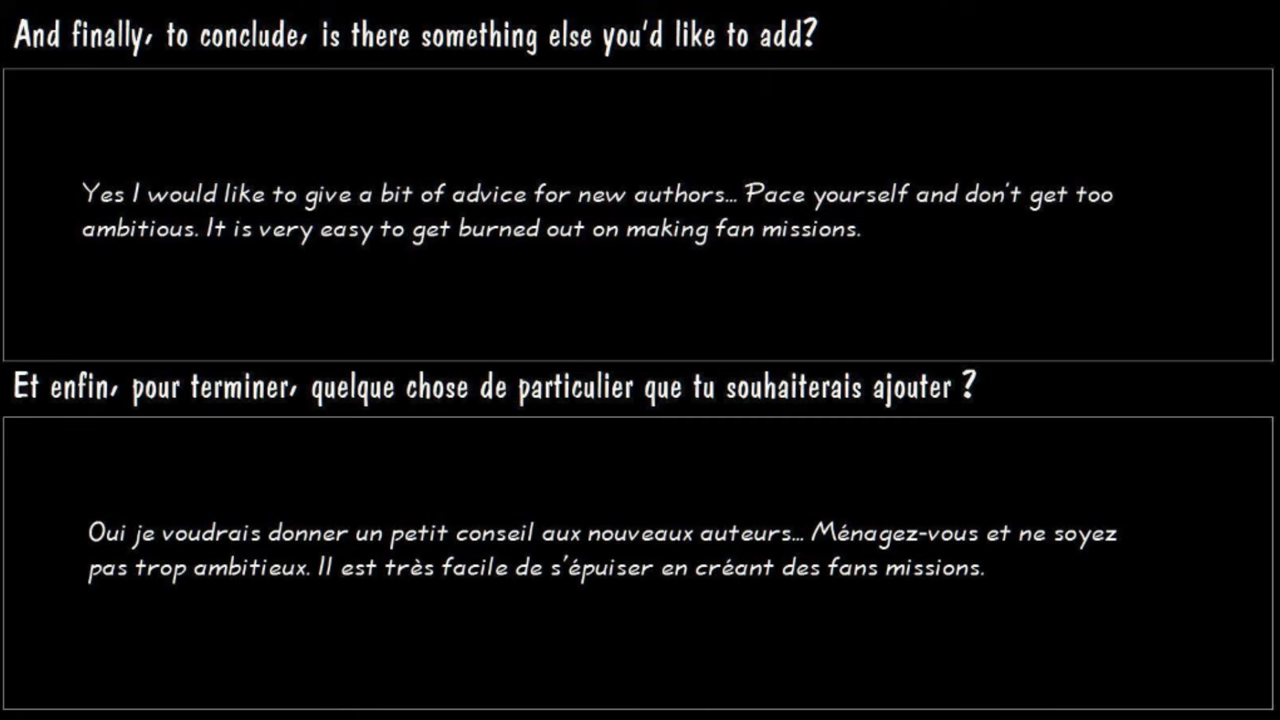 And finally, to conclude, is there something else you'd like to add?
Yes I would like to give a bit of advice for new authors... Pace yourself and don't get too
ambitious. It is very easy to get burned out on making fan missions.
Et enfin, pour terminer, quelque chose de particulier que tu souhaiterais ajouter ?
Oui je voudrais donner un petit conseil aux nouveaux auteurs... Ménagez-vous et ne soyez
pas trop ambitieux. Il est très facile de s'épuiser en créant des fans missions.